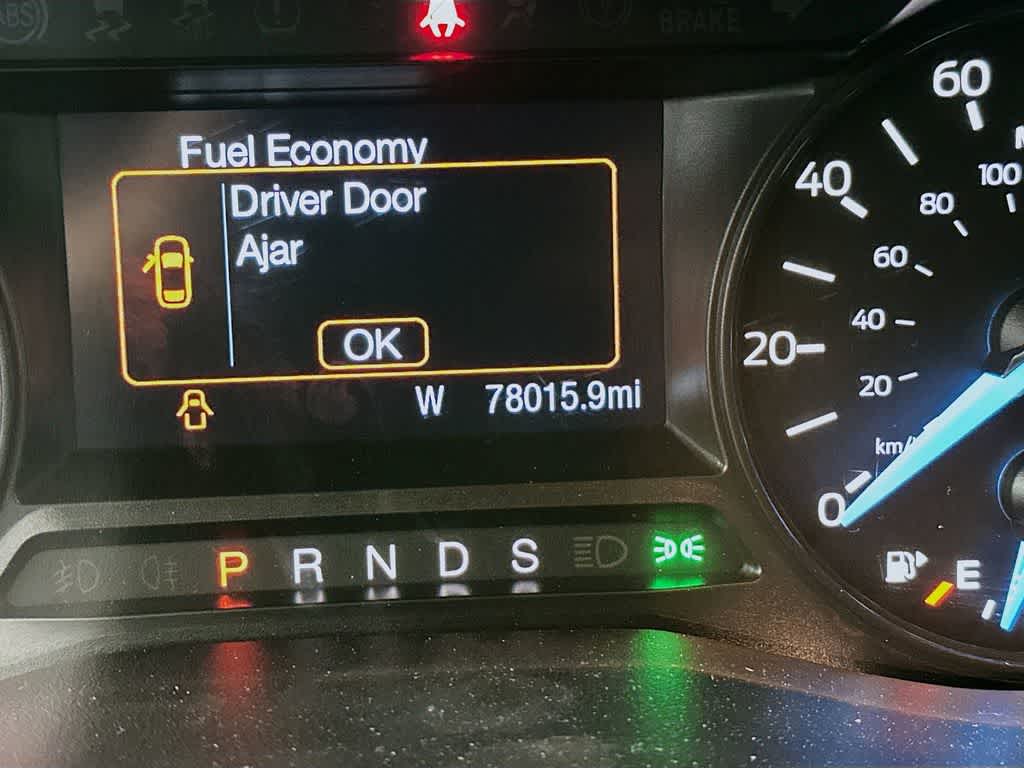 ABS
BRAKE
Fuel Economy
Driver Door
Ajar
OK
W 78015.9mi
P R N D S
60
40
20
0
100
80
60
40
20
km/
E